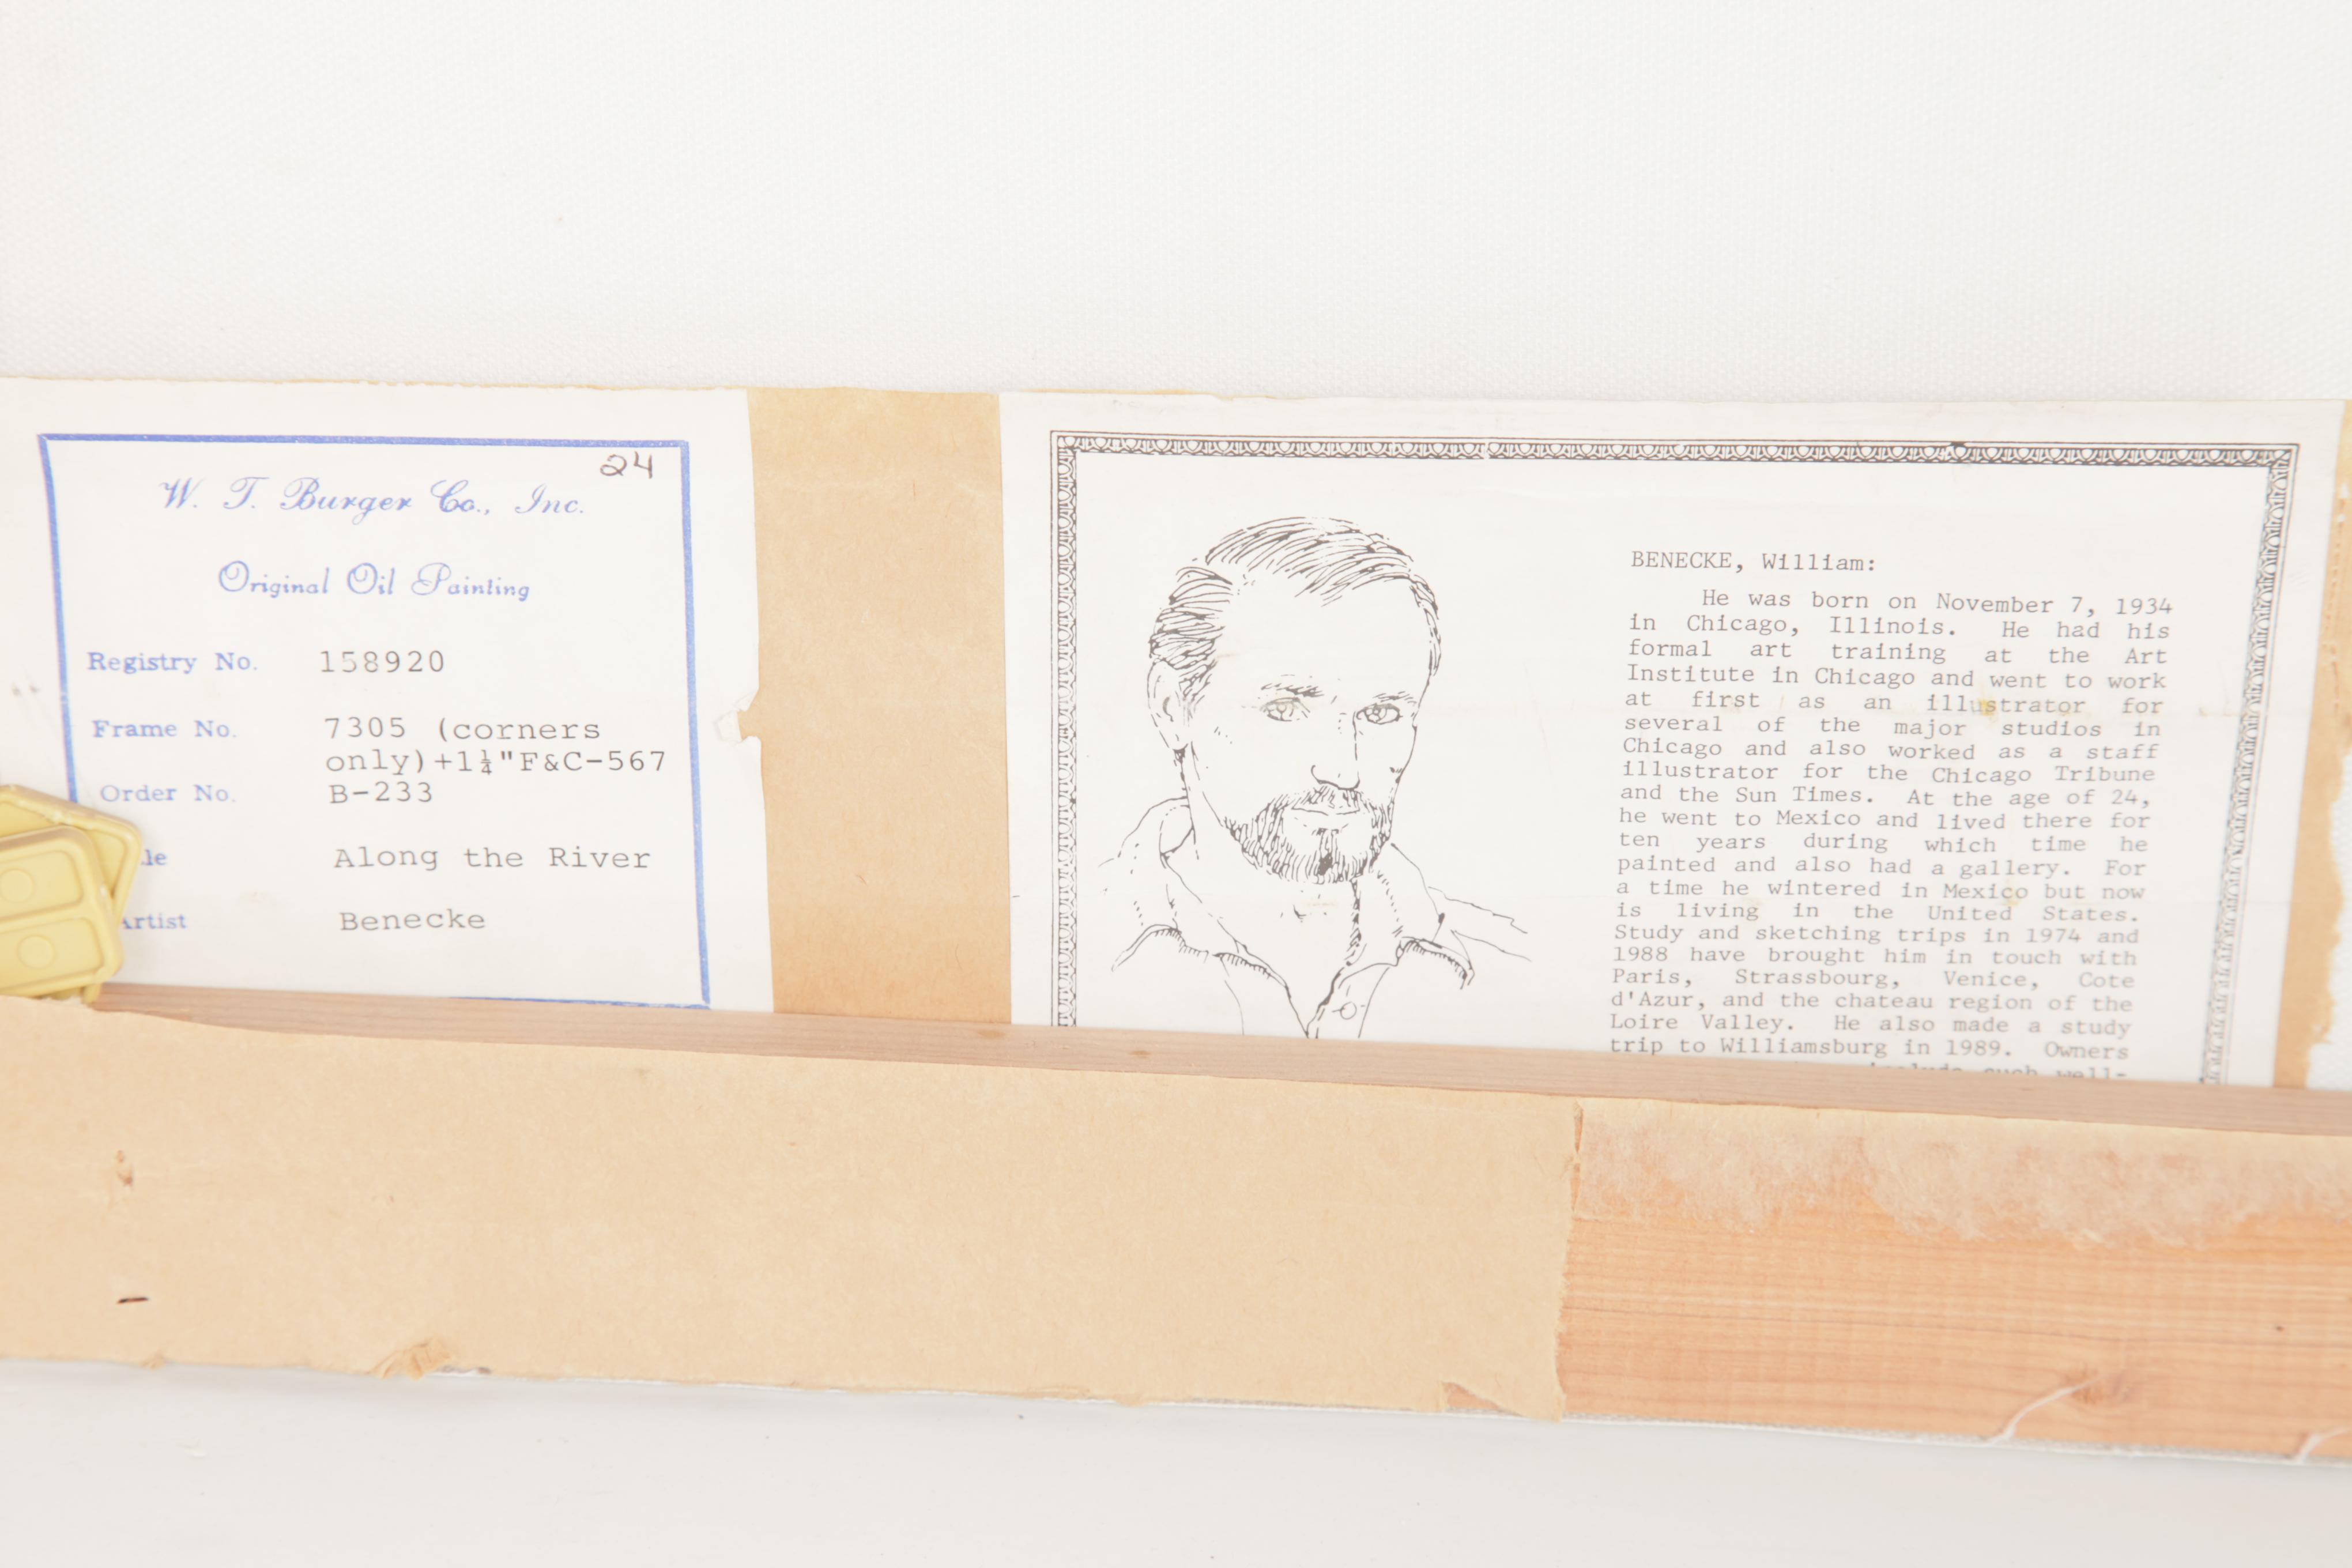 24
W. T. Burger Co., Inc.
Original Oil Painting
Registry No. 158920
Frame No. 7305 (corners
only)+1¼"F&C-567
Order No. B-233
Along the River
Artist Benecke
BENECKE, William:
He was born on November 7, 1934
in Chicago, Illinois. He had his
formal art training at the Art
Institute in Chicago and went to work
at first as an illustrator for
several of the major studios in
Chicago and also worked as a staff
illustrator for the Chicago Tribune
and the Sun Times. At the age of 24,
he went to Mexico and lived there for
ten years during which time he
painted and also had a gallery. For
a time he wintered in Mexico but now
is living in the United States.
Study and sketching trips in 1974 and
1988 have brought him in touch with
Paris, Strassbourg, Venice, Cote
d'Azur, and the chateau region of the
Loire Valley. He also made a study
trip to Williamsburg in 1989. Owners
include such well-